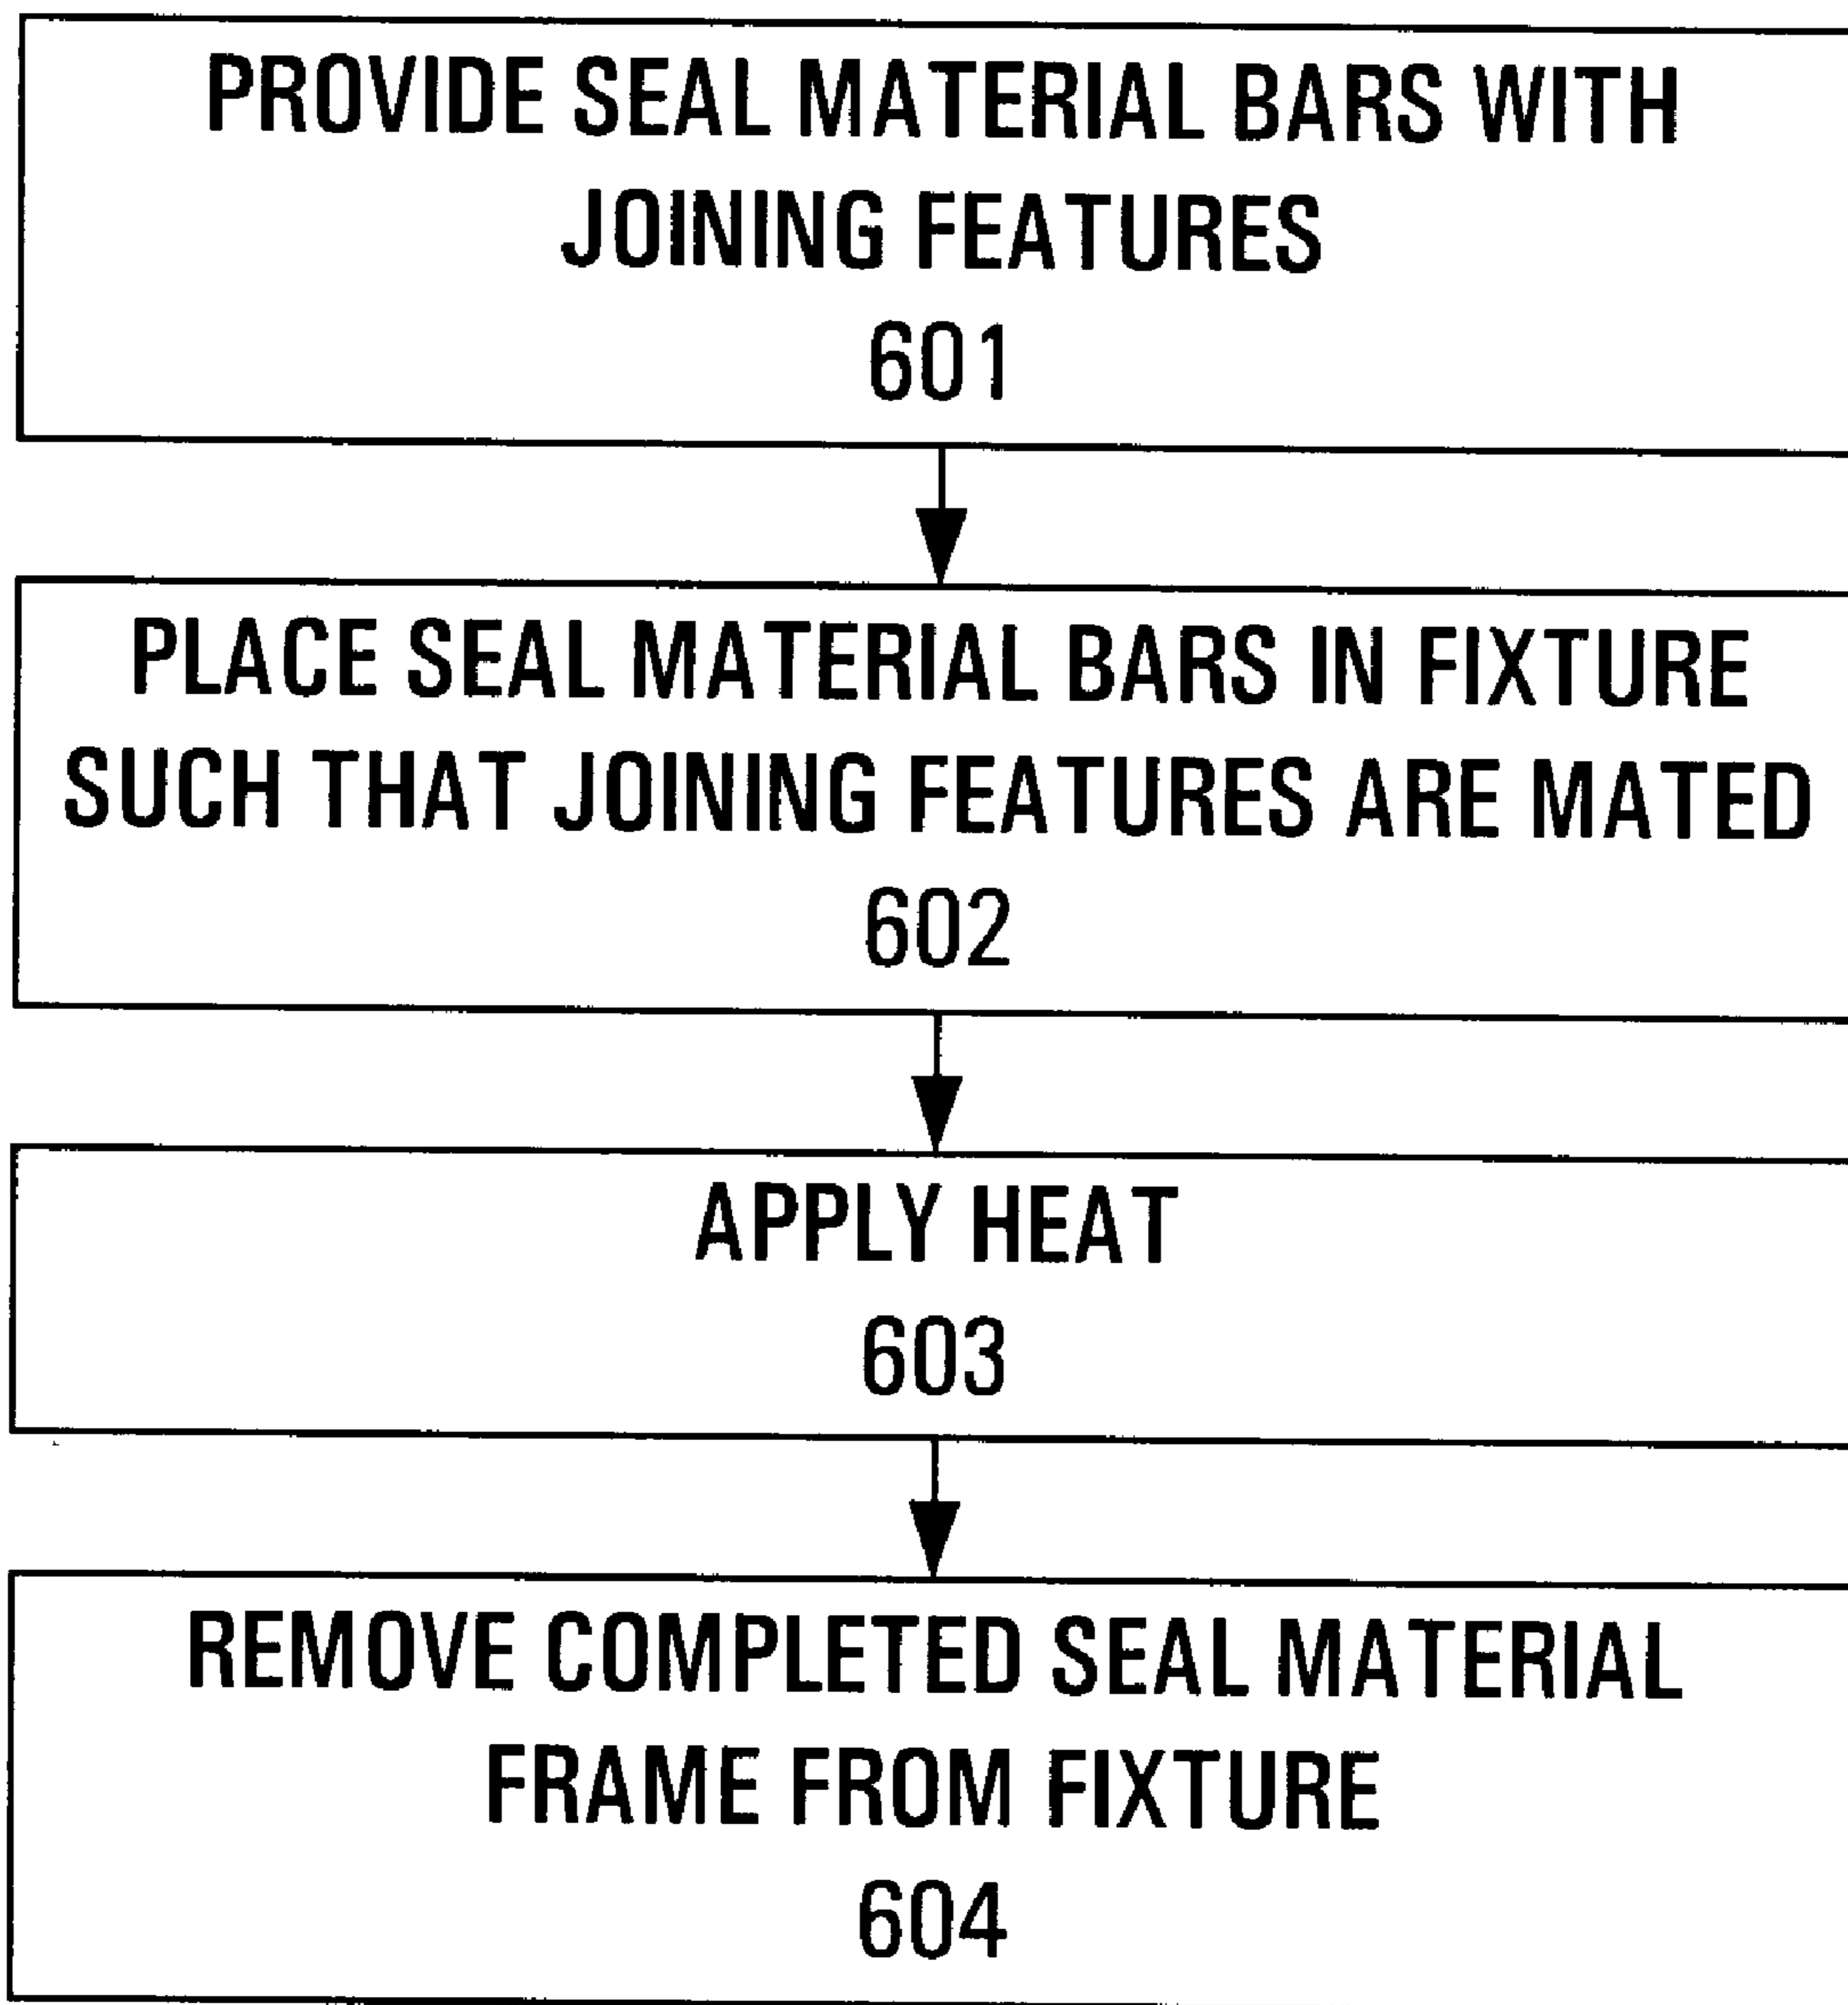 PROVIDE SEAL MATERIAL BARS WITH
JOINING FEATURES
601
PLACE SEAL MATERIAL BARS IN FIXTURE
SUCH THAT JOINING FEATURES ARE MATED
602
APPLY HEAT
603
REMOVE COMPLETED SEAL MATERIAL
FRAME FROM FIXTURE
604